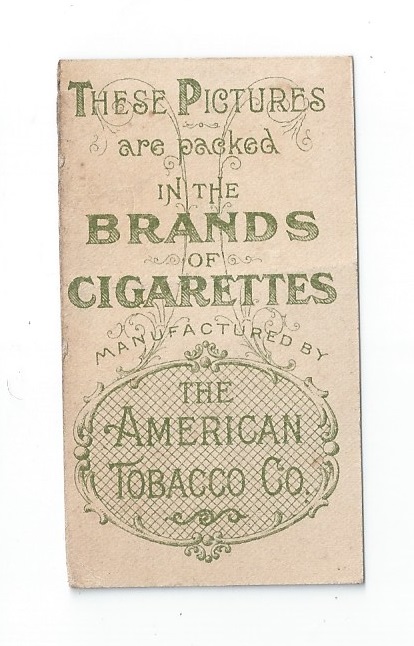 THESE PICTURES
are packed
IN THE
BRANDS
OF
CIGARETTES
MANUFACTURED BY
THE
AMERICAN
TOBACCO CO.